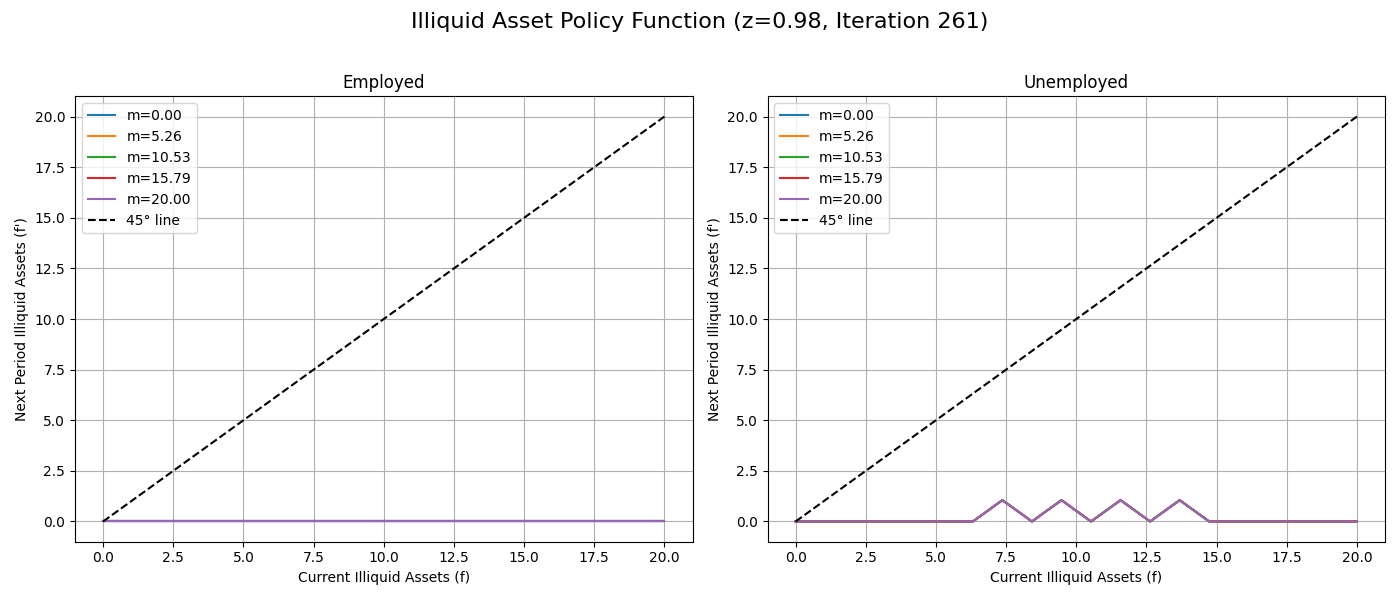 Illiquid Asset Policy Function (z=0.98, Iteration 261)
Employed
m=0.00
m=5.26
m=10.53
m=15.79
m=20.00
45° line
20.0
17.5
15.0
12.5
10.0
7.5
5.0
2.5
0.0
Next Period Illiquid Assets (f')
0.0 2.5 5.0 7.5 10.0 12.5 15.0 17.5 20.0
Current Illiquid Assets (f)
Unemployed
m=0.00
m=5.26
m=10.53
m=15.79
m=20.00
45° line
20.0
17.5
15.0
12.5
10.0
7.5
5.0
2.5
0.0
Next Period Illiquid Assets (f')
0.0 2.5 5.0 7.5 10.0 12.5 15.0 17.5 20.0
Current Illiquid Assets (f)